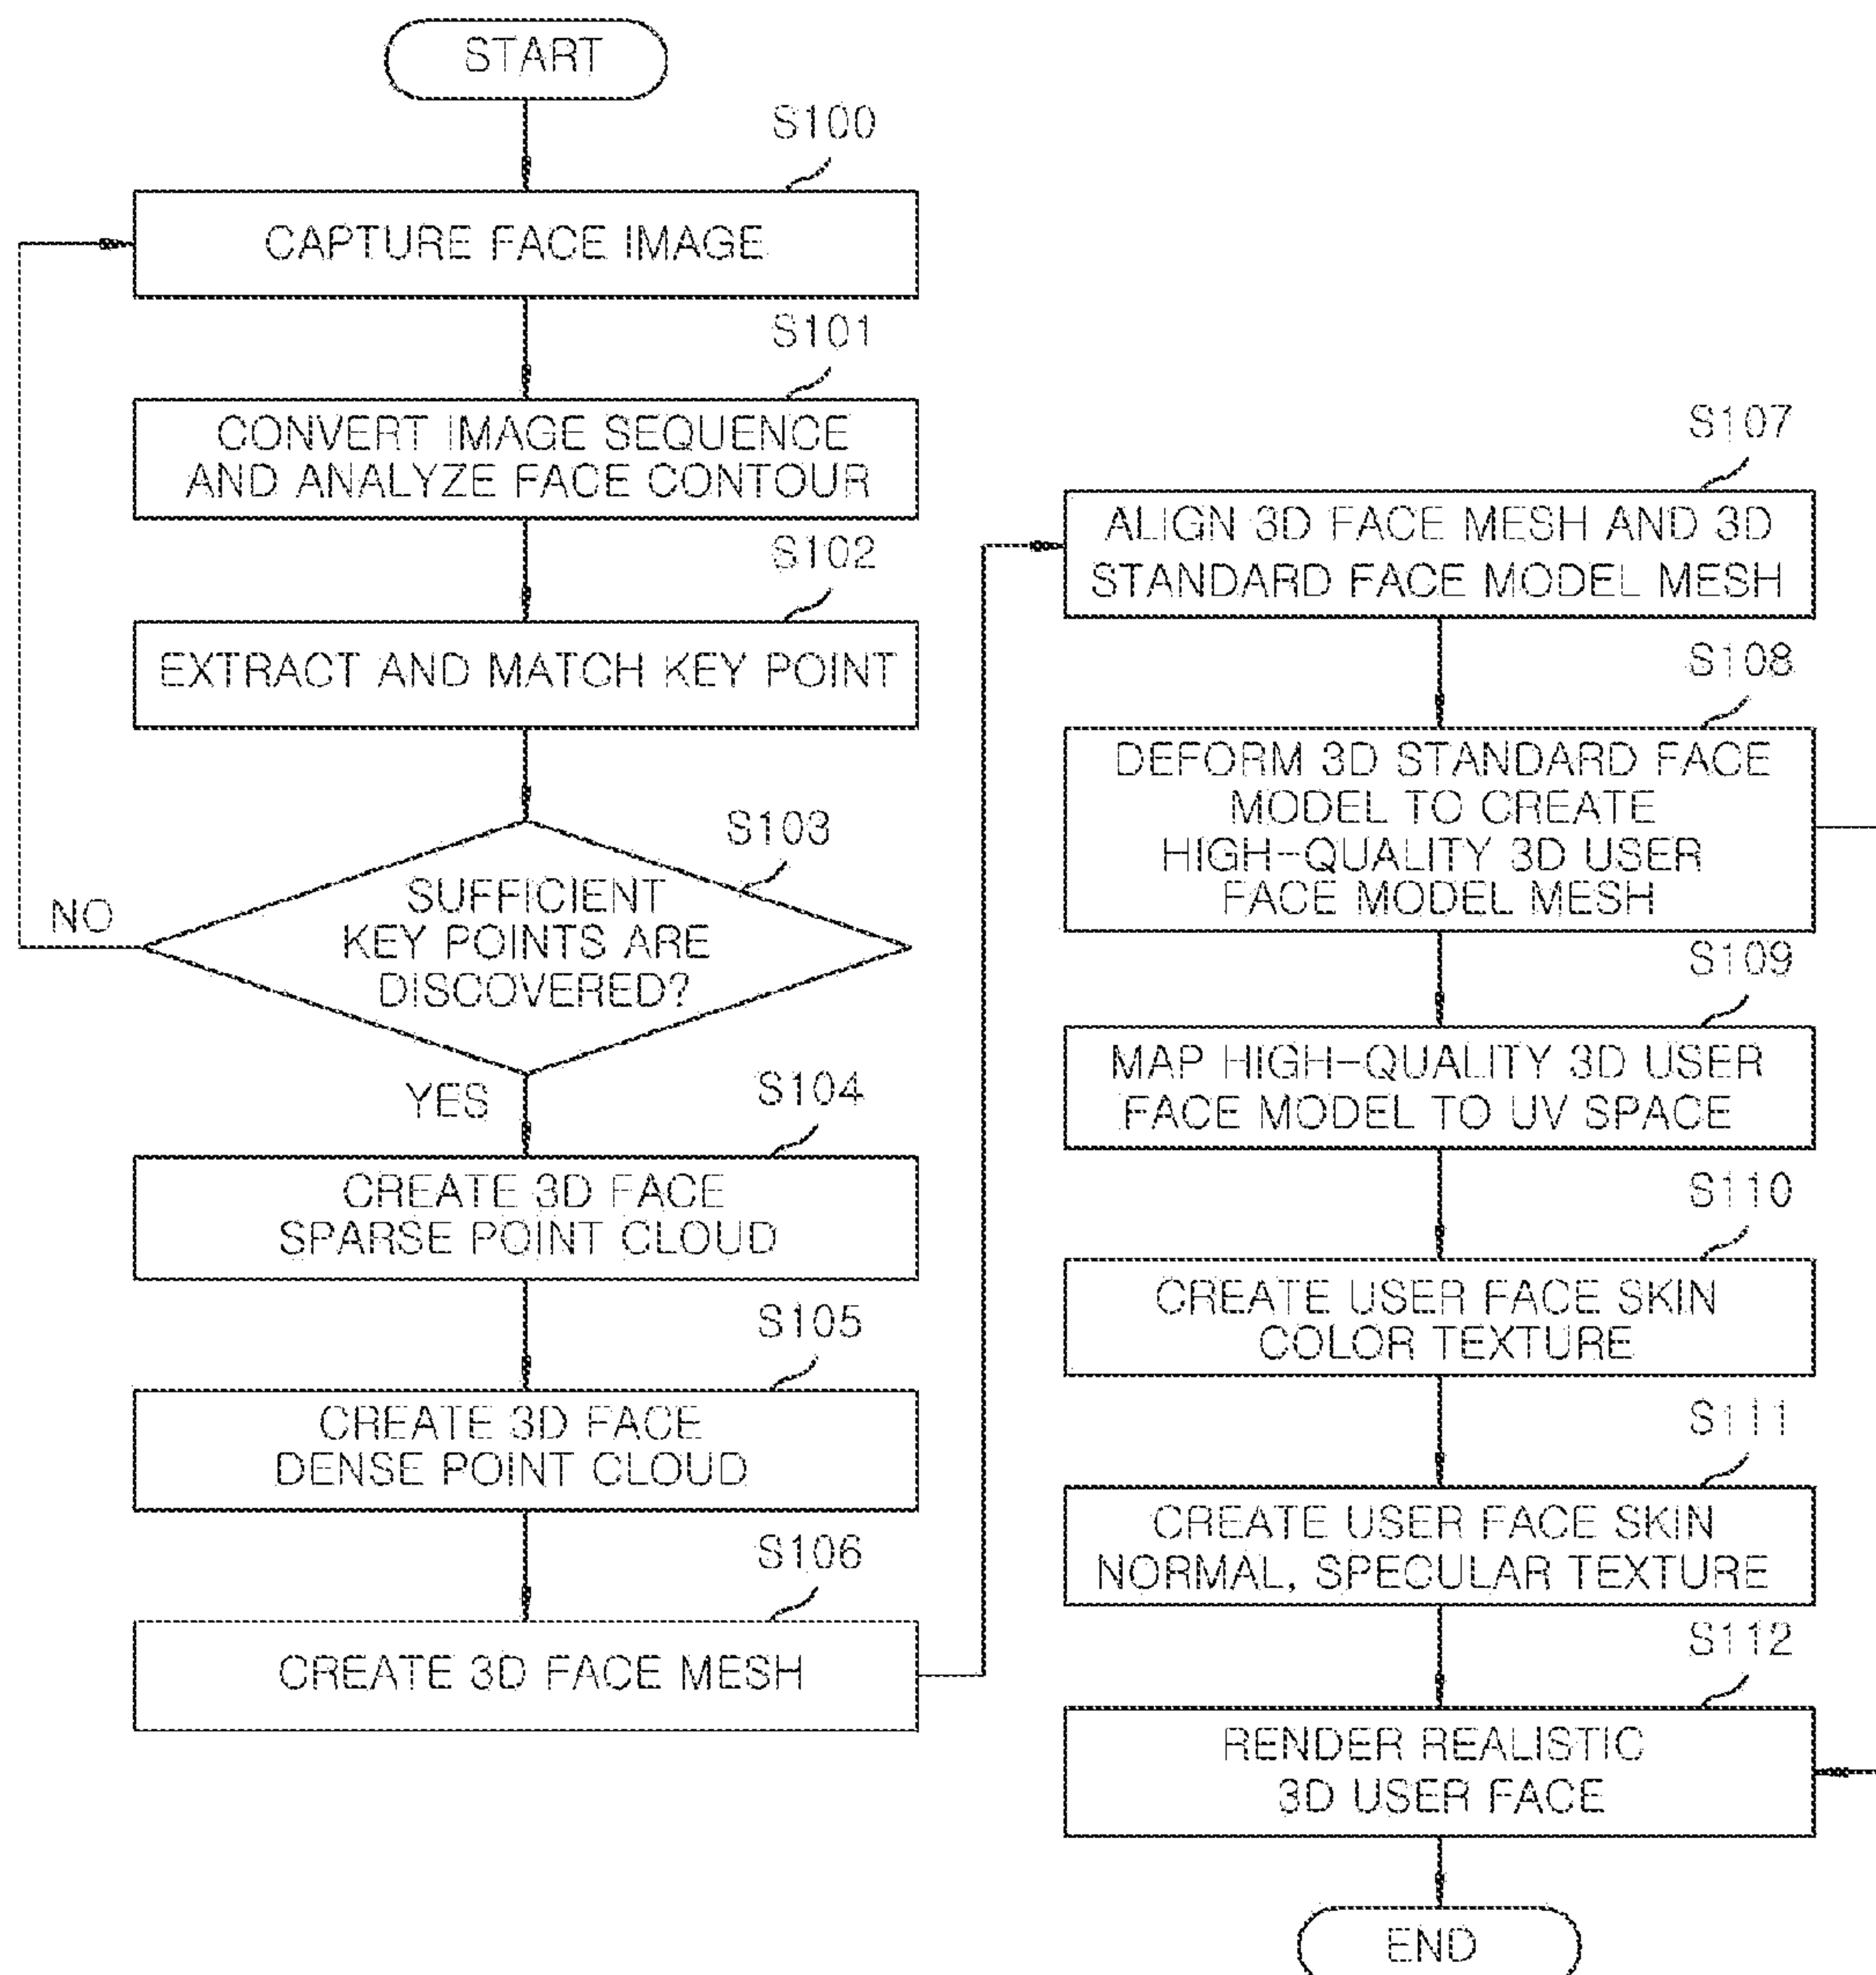 START
S100
CAPTURE FACE IMAGE
S101
CONVERT IMAGE SEQUENCE
AND ANALYZE FACE CONTOUR
S102
EXTRACT AND MATCH KEY POINT
S103
SUFFICIENT
KEY POINTS ARE
DISCOVERED?
NO
YES
S104
CREATE 3D FACE
SPARSE POINT CLOUD
S105
CREATE 3D FACE
DENSE POINT CLOUD
S106
CREATE 3D FACE MESH
S107
ALIGN 3D FACE MESH AND 3D
STANDARD FACE MODEL MESH
S108
DEFORM 3D STANDARD FACE
MODEL TO CREATE
HIGH-QUALITY 3D USER
FACE MODEL MESH
S109
MAP HIGH-QUALITY 3D USER
FACE MODEL TO UV SPACE
S110
CREATE USER FACE SKIN
COLOR TEXTURE
S111
CREATE USER FACE SKIN
NORMAL, SPECULAR TEXTURE
S112
RENDER REALISTIC
3D USER FACE
END